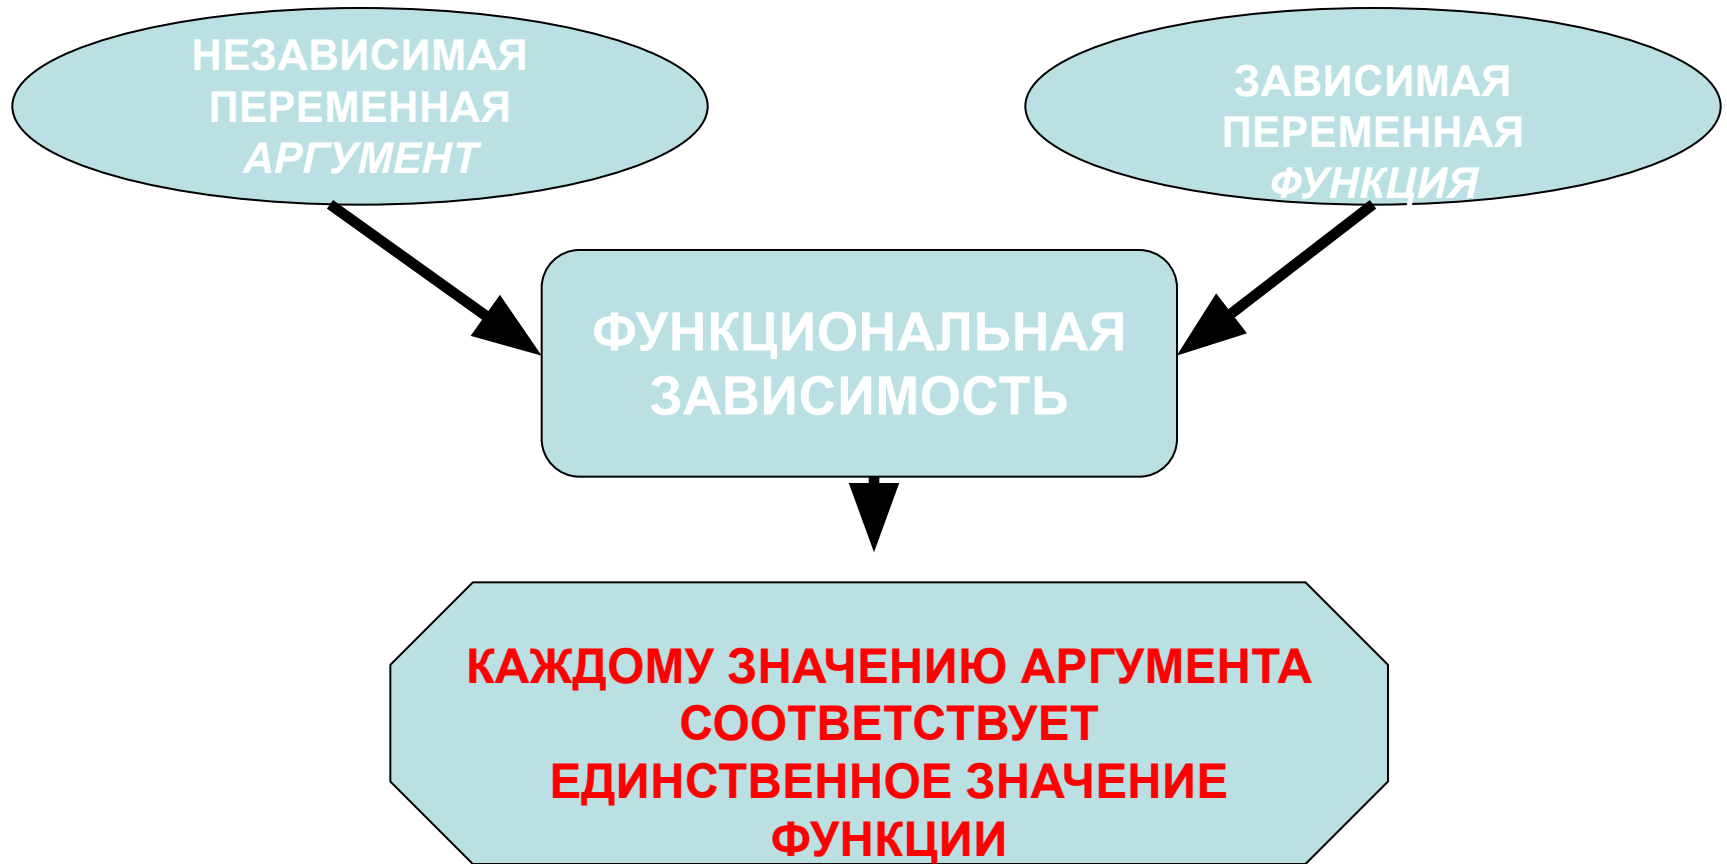 НЕЗАВИСИМАЯ
ПЕРЕМЕННАЯ
АРГУМЕНТ
ЗАВИСИМАЯ
ПЕРЕМЕННАЯ
ФУНКЦИЯ
ФУНКЦИОНАЛЬНАЯ
ЗАВИСИМОСТЬ
КАЖДОМУ ЗНАЧЕНИЮ АРГУМЕНТА
СООТВЕТСТВУЕТ
ЕДИНСТВЕННОЕ ЗНАЧЕНИЕ
ФУНКЦИИ